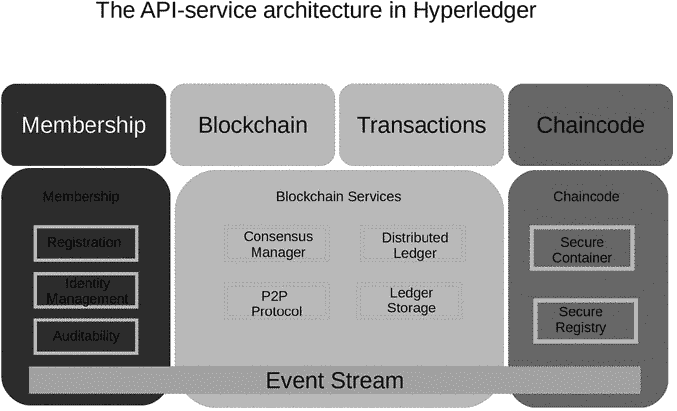 The API-service architecture in Hyperledger
Membership
Blockchain
Transactions
Chaincode
Membership
Registration
Identity
Management
Auditability
Blockchain Services
Consensus
Manager
Distributed
Ledger
P2P
Protocol
Ledger
Storage
Chaincode
Secure
Container
Secure
Registry
Event Stream